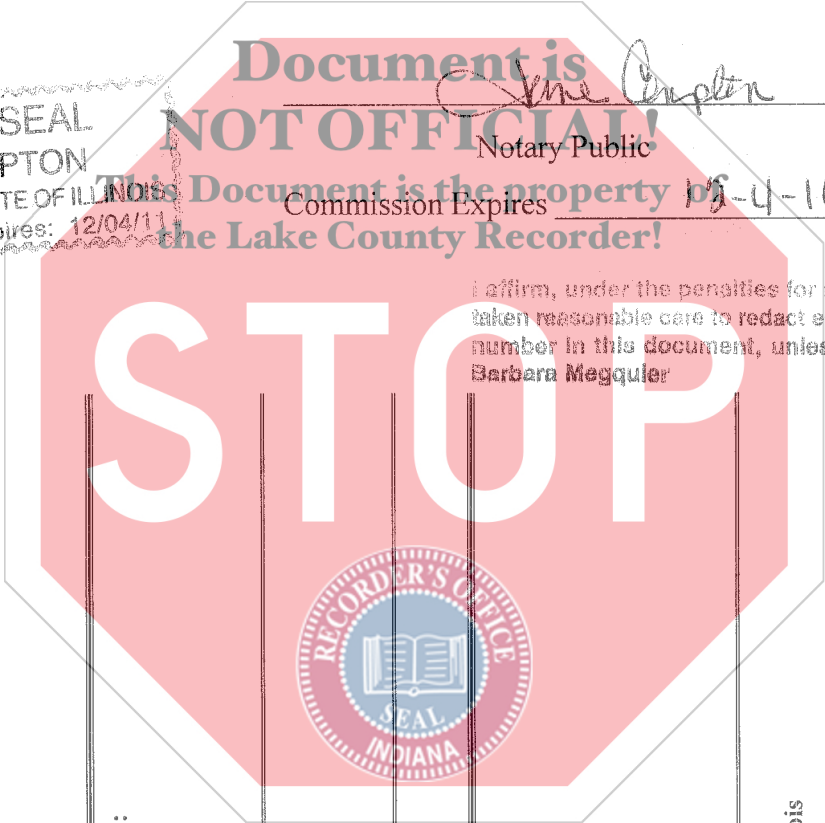 Document is
NOT OFFICIAL!
This Document is the property of
the Lake County Recorder!
SEAL
PTON
TE OF ILLINOIS
ires: 12/04/11
Notary Public
Commission Expires
I affirm, under the penalties for
taken reasonable care to redact e
number in this document, unles
Barbara Megquier
STOP
RECORDER'S OFFICE
SEAL
INDIANA